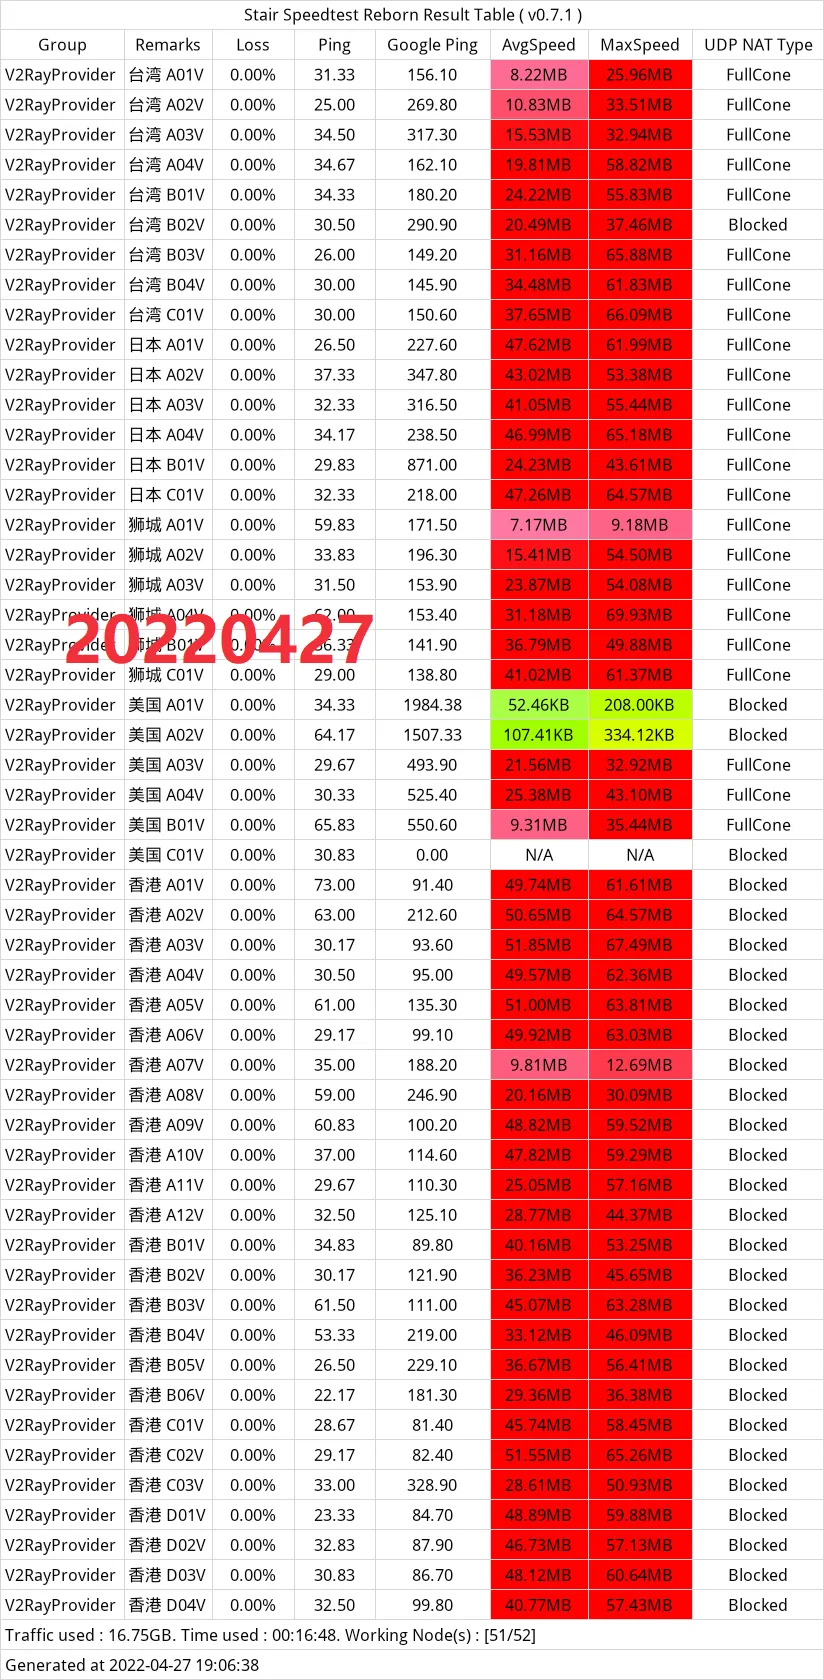 Stair Speedtest Reborn Result Table ( v0.7.1 )
Group Remarks Loss Ping Google Ping AvgSpeed MaxSpeed UDP NAT Type
V2RayProvider 台湾 A01V 0.00% 31.33 156.10 8.22MB 25.96MB FullCone
V2RayProvider 台湾 A02V 0.00% 25.00 269.80 10.83MB 33.51MB FullCone
V2RayProvider 台湾 A03V 0.00% 34.50 317.30 15.53MB 32.94MB FullCone
V2RayProvider 台湾 A04V 0.00% 34.67 162.10 19.81MB 58.82MB FullCone
V2RayProvider 台湾 B01V 0.00% 34.33 180.20 24.22MB 55.83MB FullCone
V2RayProvider 台湾 B02V 0.00% 30.50 290.90 20.49MB 37.46MB Blocked
V2RayProvider 台湾 B03V 0.00% 26.00 149.20 31.16MB 65.88MB FullCone
V2RayProvider 台湾 B04V 0.00% 30.00 145.90 34.48MB 61.83MB FullCone
V2RayProvider 台湾 C01V 0.00% 30.00 150.60 37.65MB 66.09MB FullCone
V2RayProvider 日本 A01V 0.00% 26.50 227.60 47.62MB 61.99MB FullCone
V2RayProvider 日本 A02V 0.00% 37.33 347.80 43.02MB 53.38MB FullCone
V2RayProvider 日本 A03V 0.00% 32.33 316.50 41.05MB 55.44MB FullCone
V2RayProvider 日本 A04V 0.00% 34.17 238.50 46.99MB 65.18MB FullCone
V2RayProvider 日本 B01V 0.00% 29.83 871.00 24.23MB 43.61MB FullCone
V2RayProvider 日本 C01V 0.00% 32.33 218.00 47.26MB 64.57MB FullCone
V2RayProvider 狮城 A01V 0.00% 59.83 171.50 7.17MB 9.18MB FullCone
V2RayProvider 狮城 A02V 0.00% 33.83 196.30 15.41MB 54.50MB FullCone
V2RayProvider 狮城 A03V 0.00% 31.50 153.90 23.87MB 54.08MB FullCone
V2RayProvider 狮城 A04V 0.00% 62.00 153.40 31.18MB 69.93MB FullCone
20220427
V2RayProvider 狮城 B01V 0.00% 141.90 36.79MB 49.88MB FullCone
V2RayProvider 狮城 C01V 0.00% 29.00 138.80 41.02MB 61.37MB FullCone
V2RayProvider 美国 A01V 0.00% 34.33 1984.38 52.46KB 208.00KB Blocked
V2RayProvider 美国 A02V 0.00% 64.17 1507.33 107.41KB 334.12KB Blocked
V2RayProvider 美国 A03V 0.00% 29.67 493.90 21.56MB 32.92MB FullCone
V2RayProvider 美国 A04V 0.00% 30.33 525.40 25.38MB 43.10MB FullCone
V2RayProvider 美国 B01V 0.00% 65.83 550.60 9.31MB 35.44MB FullCone
V2RayProvider 美国 C01V 0.00% 30.83 0.00 N/A N/A Blocked
V2RayProvider 香港 A01V 0.00% 73.00 91.40 49.74MB 61.61MB Blocked
V2RayProvider 香港 A02V 0.00% 63.00 212.60 50.65MB 64.57MB Blocked
V2RayProvider 香港 A03V 0.00% 30.17 93.60 51.85MB 67.49MB Blocked
V2RayProvider 香港 A04V 0.00% 30.50 95.00 49.57MB 62.36MB Blocked
V2RayProvider 香港 A05V 0.00% 61.00 135.30 51.00MB 63.81MB Blocked
V2RayProvider 香港 A06V 0.00% 29.17 99.10 49.92MB 63.03MB Blocked
V2RayProvider 香港 A07V 0.00% 35.00 188.20 9.81MB 12.69MB Blocked
V2RayProvider 香港 A08V 0.00% 59.00 246.90 20.16MB 30.09MB Blocked
V2RayProvider 香港 A09V 0.00% 60.83 100.20 48.82MB 59.52MB Blocked
V2RayProvider 香港 A10V 0.00% 37.00 114.60 47.82MB 59.29MB Blocked
V2RayProvider 香港 A11V 0.00% 29.67 110.30 25.05MB 57.16MB Blocked
V2RayProvider 香港 A12V 0.00% 32.50 125.10 28.77MB 44.37MB Blocked
V2RayProvider 香港 B01V 0.00% 34.83 89.80 40.16MB 53.25MB Blocked
V2RayProvider 香港 B02V 0.00% 30.17 121.90 36.23MB 45.65MB Blocked
V2RayProvider 香港 B03V 0.00% 61.50 111.00 45.07MB 63.28MB Blocked
V2RayProvider 香港 B04V 0.00% 53.33 219.00 33.12MB 46.09MB Blocked
V2RayProvider 香港 B05V 0.00% 26.50 229.10 36.67MB 56.41MB Blocked
V2RayProvider 香港 B06V 0.00% 22.17 181.30 29.36MB 36.38MB Blocked
V2RayProvider 香港 C01V 0.00% 28.67 81.40 45.74MB 58.45MB Blocked
V2RayProvider 香港 C02V 0.00% 29.17 82.40 51.55MB 65.26MB Blocked
V2RayProvider 香港 C03V 0.00% 33.00 328.90 28.61MB 50.93MB Blocked
V2RayProvider 香港 D01V 0.00% 23.33 84.70 48.89MB 59.88MB Blocked
V2RayProvider 香港 D02V 0.00% 32.83 87.90 46.73MB 57.13MB Blocked
V2RayProvider 香港 D03V 0.00% 30.83 86.70 48.12MB 60.64MB Blocked
V2RayProvider 香港 D04V 0.00% 32.50 99.80 40.77MB 57.43MB Blocked
Traffic used : 16.75GB. Time used : 00:16:48. Working Node(s) : [51/52]
Generated at 2022-04-27 19:06:38